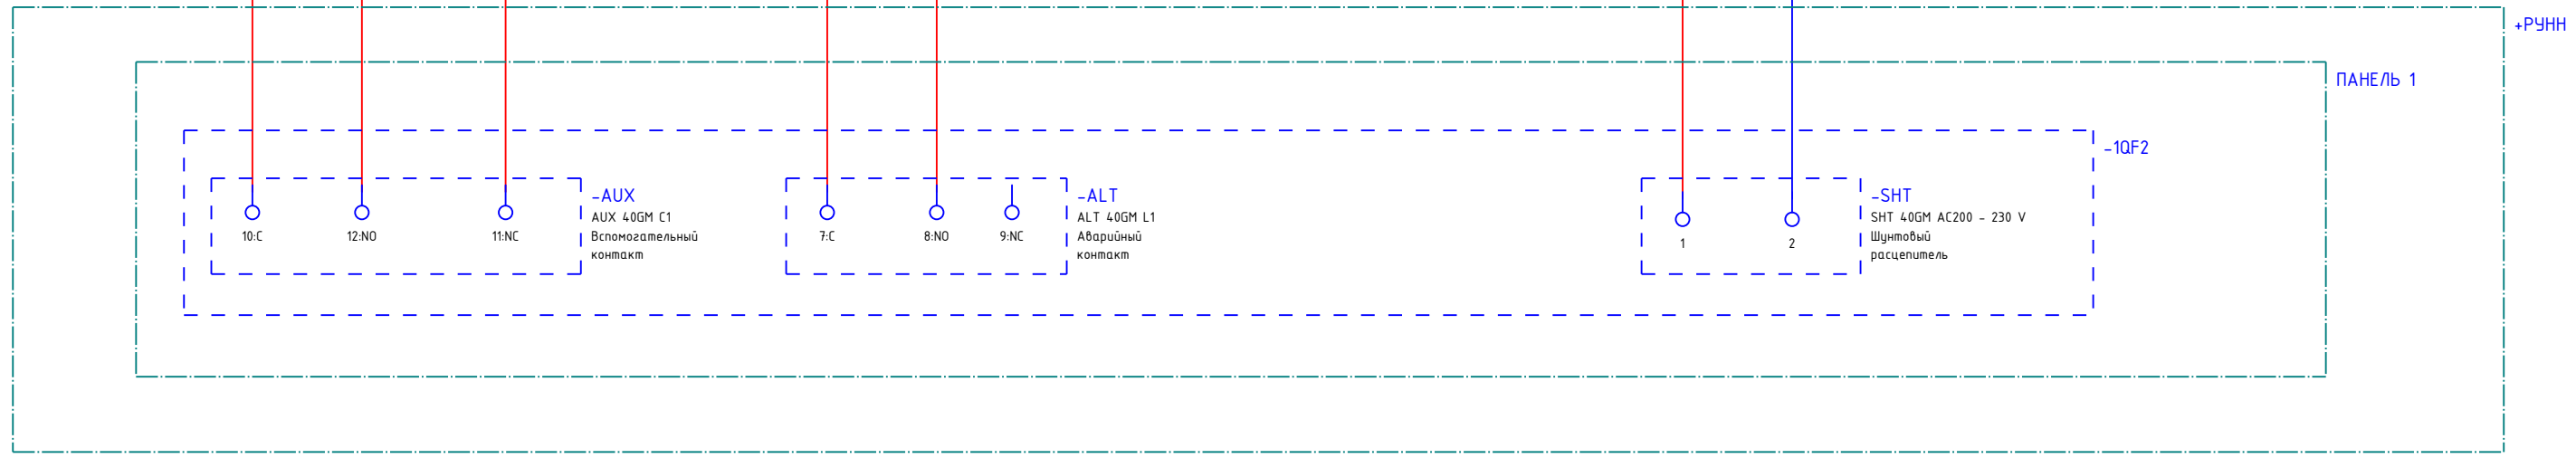 +РУНН
ПАНЕЛЬ 1
-1QF2
-AUX
AUX 40GM C1
Вспомогательный
контакт
10:C
12:NO
11:NC
-ALT
ALT 40GM L1
Аварийный
контакт
7:C
8:NO
9:NC
-SHT
SHT 40GM AC200 - 230 V
Шунтовый
расцепитель
1
2